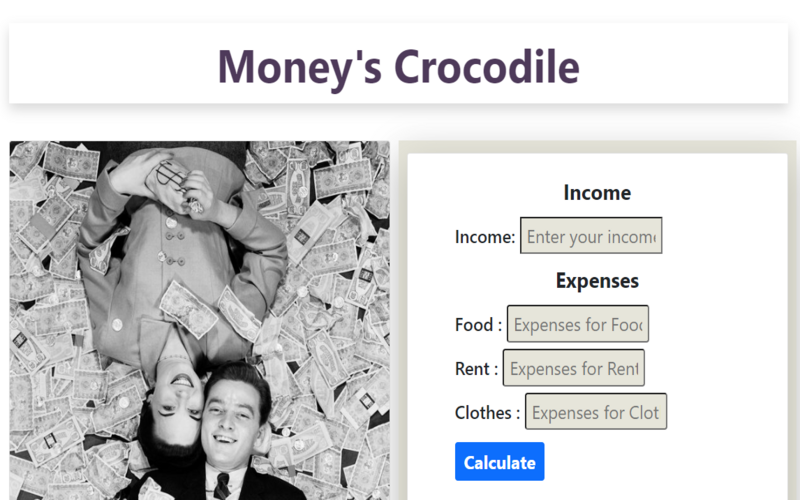 Money's Crocodile
Income
Income: Enter your income
Expenses
Food : Expenses for Food
Rent : Expenses for Rent
Clothes : Expenses for Clot
Calculate